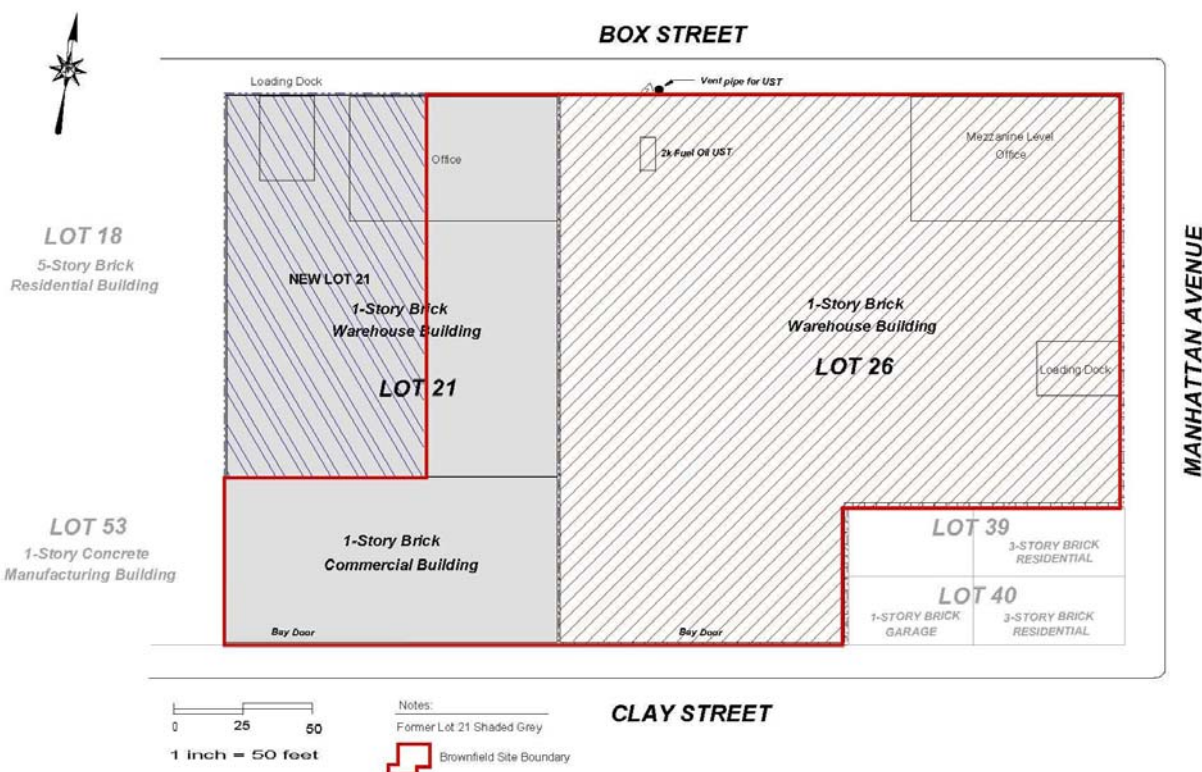 BOX STREET
Loading Dock
Vent pipe for UST
Office
2k Fuel Oil UST
Mezzanine Level
Office
LOT 18
5-Story Brick
Residential Building
NEW LOT 21
1-Story Brick
Warehouse Building
LOT 21
1-Story Brick
Warehouse Building
LOT 26
Loading Dock
MANHATTAN AVENUE
LOT 53
1-Story Concrete
Manufacturing Building
1-Story Brick
Commercial Building
LOT 39
3-STORY BRICK
RESIDENTIAL
LOT 40
1-STORY BRICK
GARAGE
3-STORY BRICK
RESIDENTIAL
Bay Door
Bay Door
0 25 50
1 inch = 50 feet
Notes:
Former Lot 21 Shaded Grey
Brownfield Site Boundary
CLAY STREET